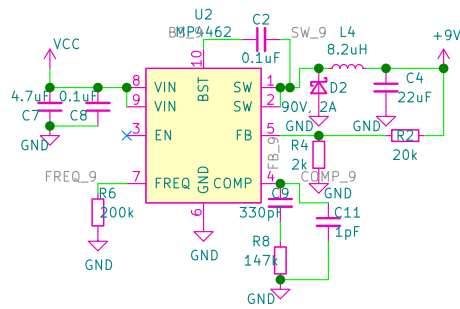 U2
BS_9
MP4462
C2
SW_9
L4
VCC
8.2uH
+9V
10
0.1uF
8
VIN
BST
SW
1
4.7uF
0.1uF
9
VIN
SW
2
D2
90V, 2A
C4
22uF
C7
C8
GND
GND
3
EN
FB
5
R2
20k
GND
FB_9
R4
2k
FREQ_9
7
FREQ
GND
COMP
4
COMP_9
GND
R6
200k
6
C9
330pF
C11
1pF
GND
GND
R8
147k
GND